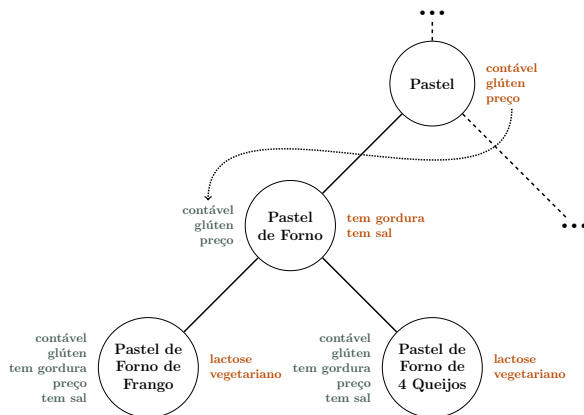 •••
Pastel
contável
glúten
preço
•••
contável
glúten
preço
Pastel
de Forno
tem gordura
tem sal
contável
glúten
tem gordura
preço
tem sal
Pastel de
Forno de
Frango
lactose
vegetariano
contável
glúten
tem gordura
preço
tem sal
Pastel de
Forno de
4 Queijos
lactose
vegetariano